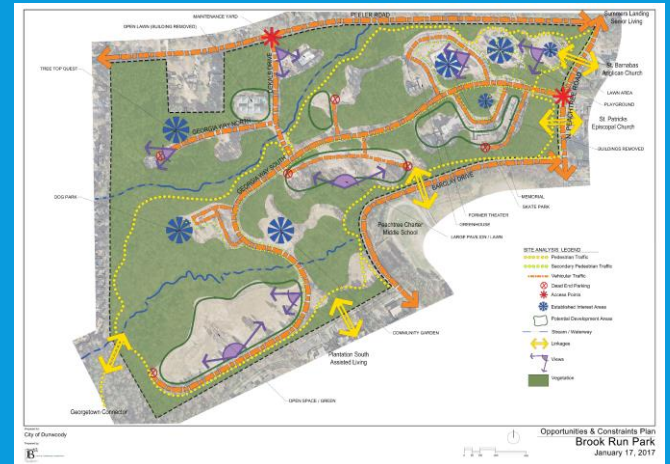 MAINTENANCE YARD
PEELER ROAD
Summers Landing
Senior Living
OPEN LAWN (BUILDING REMOVED)
TREE TOP QUEST
St. Barnabas
Anglican Church
LAWN AREA
PLAYGROUND
N. PEACHTREE ROAD
St. Patricks
Episcopal Church
GEORGIA WAY NORTH
BUILDINGS REMOVED
GEORGIA WAY SOUTH
BARCLAY DRIVE
MEMORIAL
SKATE PARK
DOG PARK
FORMER THEATER
GREENHOUSE
LARGE PAVILION / LAWN
Peachtree Charter
Middle School
SITE ANALYSIS LEGEND
Pedestrian Traffic
Secondary Pedestrian Traffic
Vehicular Traffic
Dead End Parking
Access Points
Established Interest Areas
Potential Development Areas
Stream / Waterway
Linkages
Views
Vegetation
COMMUNITY GARDEN
Plantation South
Assisted Living
OPEN SPACE / GREEN
Georgetown Connector
City of Dunwoody
Opportunities & Constraints Plan
Brook Run Park
January 17, 2017